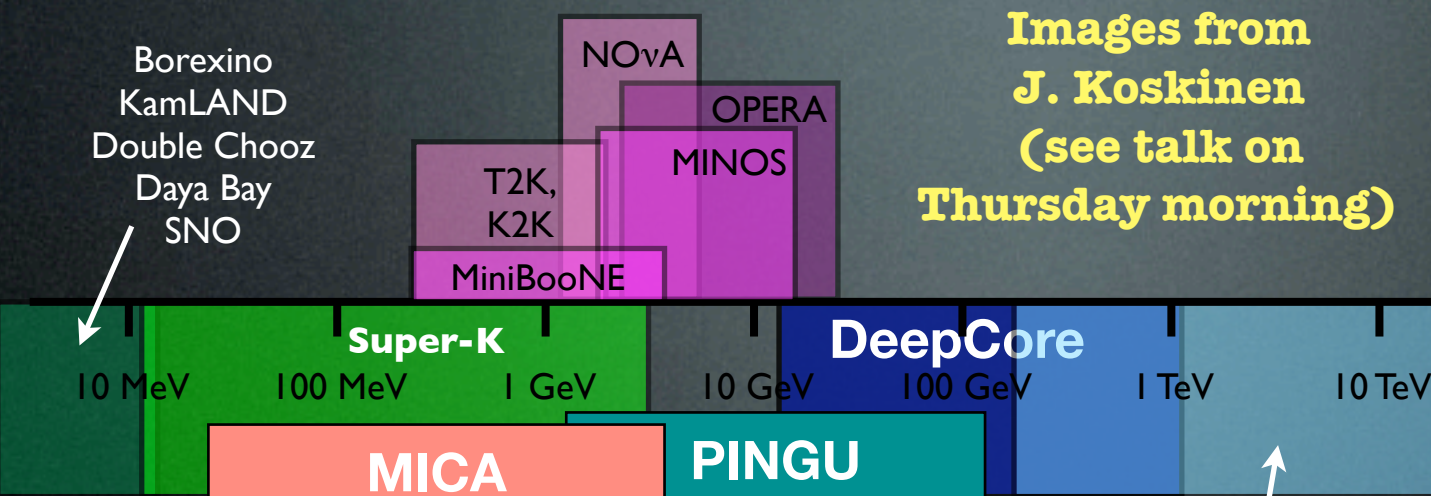 Borexino
KamLAND
Double Chooz
Daya Bay
SNO
NOνA
OPERA
MINOS
T2K,
K2K
MiniBooNE
Images from
J. Koskinen
(see talk on
Thursday morning)
Super-K
DeepCore
10 MeV 100 MeV 1 GeV 10 GeV 100 GeV 1 TeV 10 TeV
MICA
PINGU